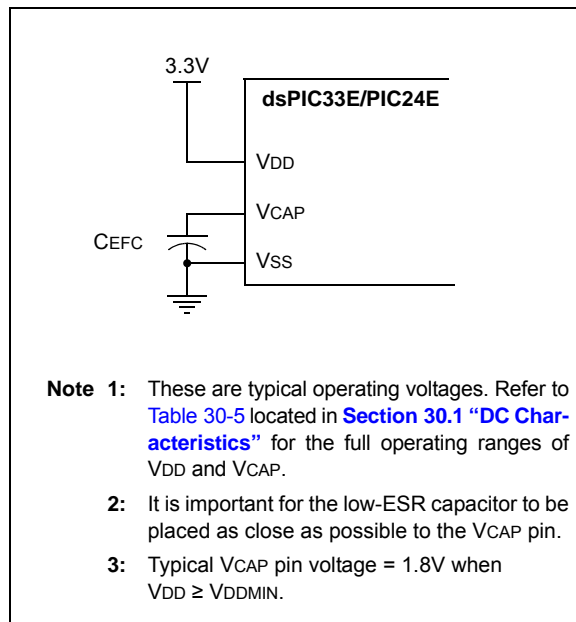 3.3V
dsPIC33E/PIC24E
VDD
VCAP
CEFC
VSS
Note 1: These are typical operating voltages. Refer to
Table 30-5 located in Section 30.1 “DC Char-
acteristics” for the full operating ranges of
VDD and VCAP.
2: It is important for the low-ESR capacitor to be
placed as close as possible to the VCAP pin.
3: Typical VCAP pin voltage = 1.8V when
VDD ≥ VDDMIN.